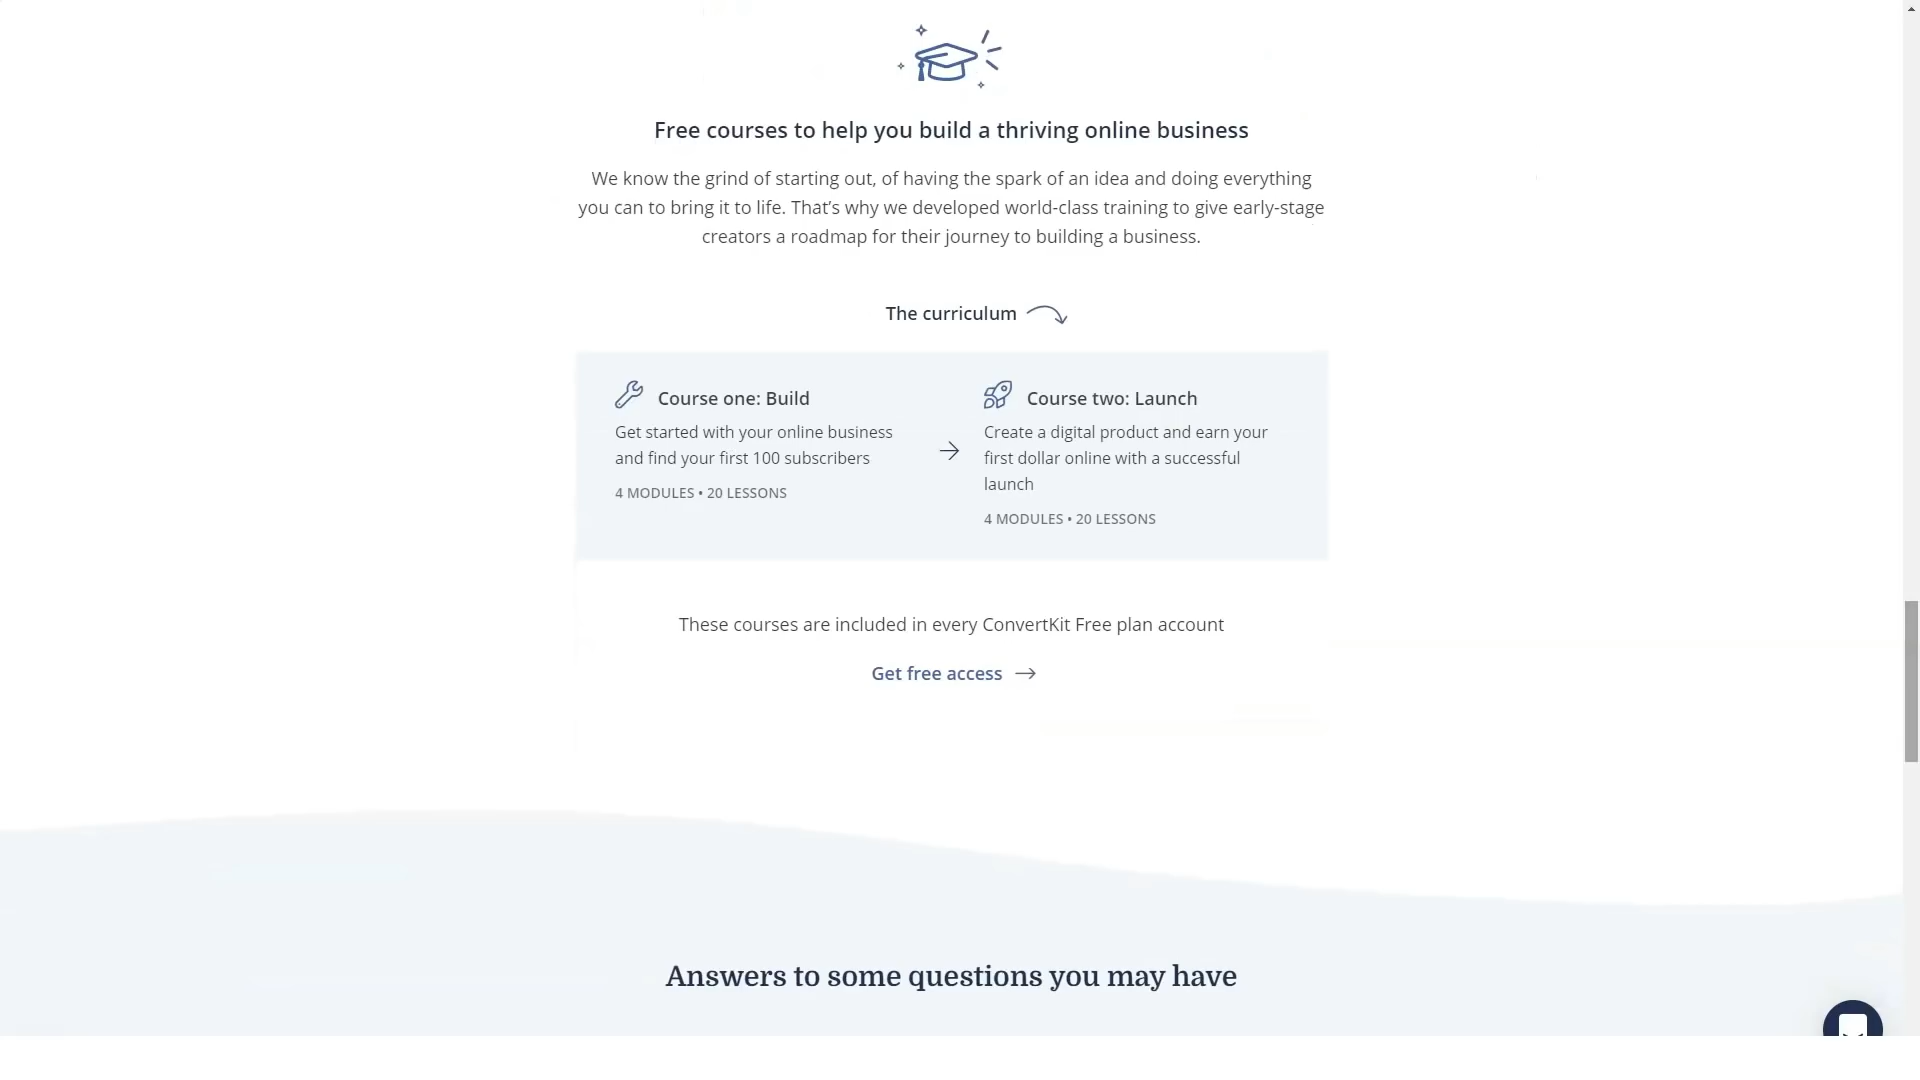 Free courses to help you build a thriving online business
We know the grind of starting out, of having the spark of an idea and doing everything
you can to bring it to life. That’s why we developed world-class training to give early-stage
creators a roadmap for their journey to building a business.
The curriculum
Course one: Build
Get started with your online business
and find your first 100 subscribers
4 MODULES • 20 LESSONS
Course two: Launch
Create a digital product and earn your
first dollar online with a successful
launch
4 MODULES • 20 LESSONS
These courses are included in every ConvertKit Free plan account
Get free access
Answers to some questions you may have